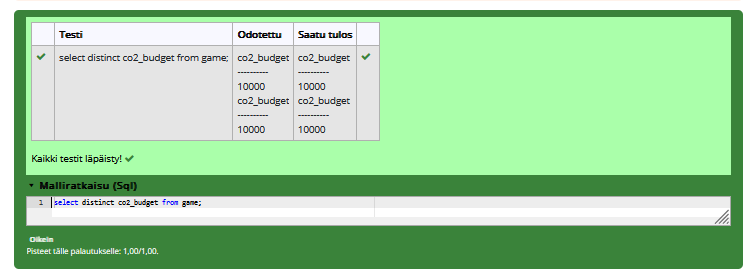 Testi Odotettu Saatu tulos
select distinct co2_budget from game; co2_budget co2_budget
---------- ----------
10000 10000
co2_budget co2_budget
---------- ----------
10000 10000
Kaikki testit läpäisty!
Malliratkaisu (Sql)
1 select distinct co2_budget from game;
Oikein
Pisteet tälle palautukselle: 1,00/1,00.